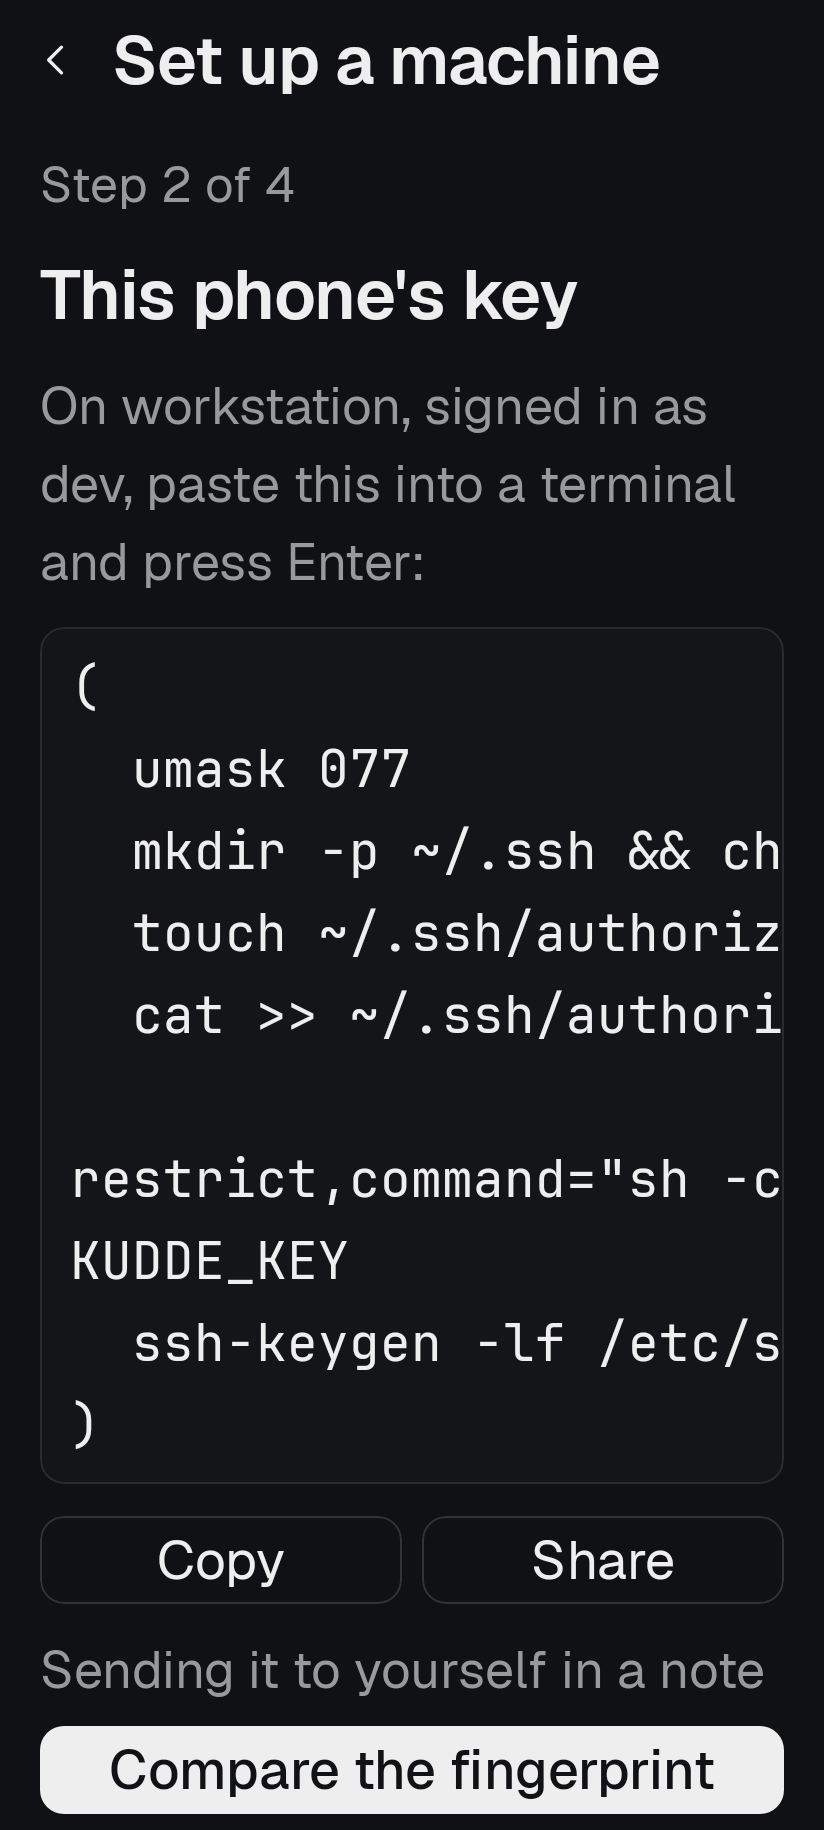 Set up a machine
Step 2 of 4
This phone's key
On workstation, signed in as
dev, paste this into a terminal
and press Enter:
(
  umask 077
  mkdir -p ~/.ssh && ch
  touch ~/.ssh/authoriz
  cat >> ~/.ssh/authori

restrict,command="sh -c
KUDDE_KEY
  ssh-keygen -lf /etc/s
)
Copy
Share
Sending it to yourself in a note
Compare the fingerprint